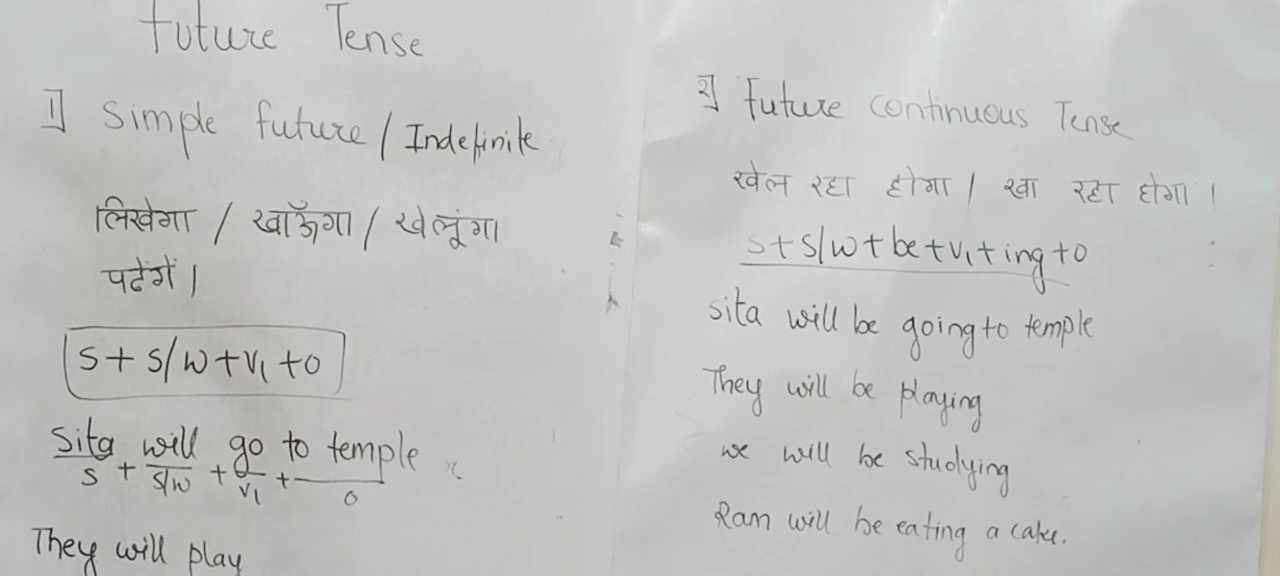 Future Tense
1] Simple future / Indefinite
लिखेगा / खाऊँगा / खेलूंगा
पढेंगें।
S + S/W + V1 + O
Sita will go to temple
S + S/W + V1 + O
They will play
2] Future continuous Tense
खेल रहा होगा / खा रहा होगा।
S + S/W + be + V1 + ing + O
Sita will be going to temple
They will be playing
we will be studying
Ram will be eating a cake.